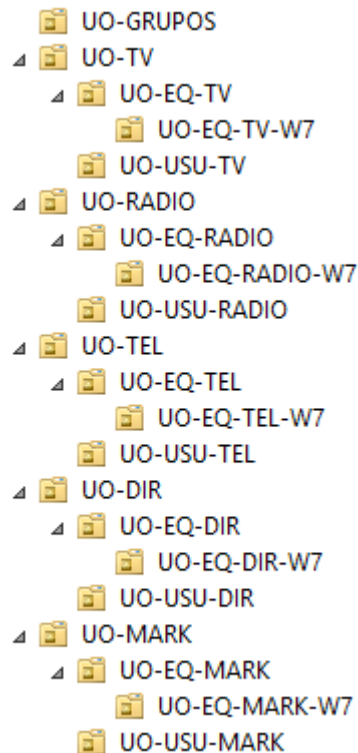 UO-GRUPOS
UO-TV
UO-EQ-TV
UO-EQ-TV-W7
UO-USU-TV
UO-RADIO
UO-EQ-RADIO
UO-EQ-RADIO-W7
UO-USU-RADIO
UO-TEL
UO-EQ-TEL
UO-EQ-TEL-W7
UO-USU-TEL
UO-DIR
UO-EQ-DIR
UO-EQ-DIR-W7
UO-USU-DIR
UO-MARK
UO-EQ-MARK
UO-EQ-MARK-W7
UO-USU-MARK